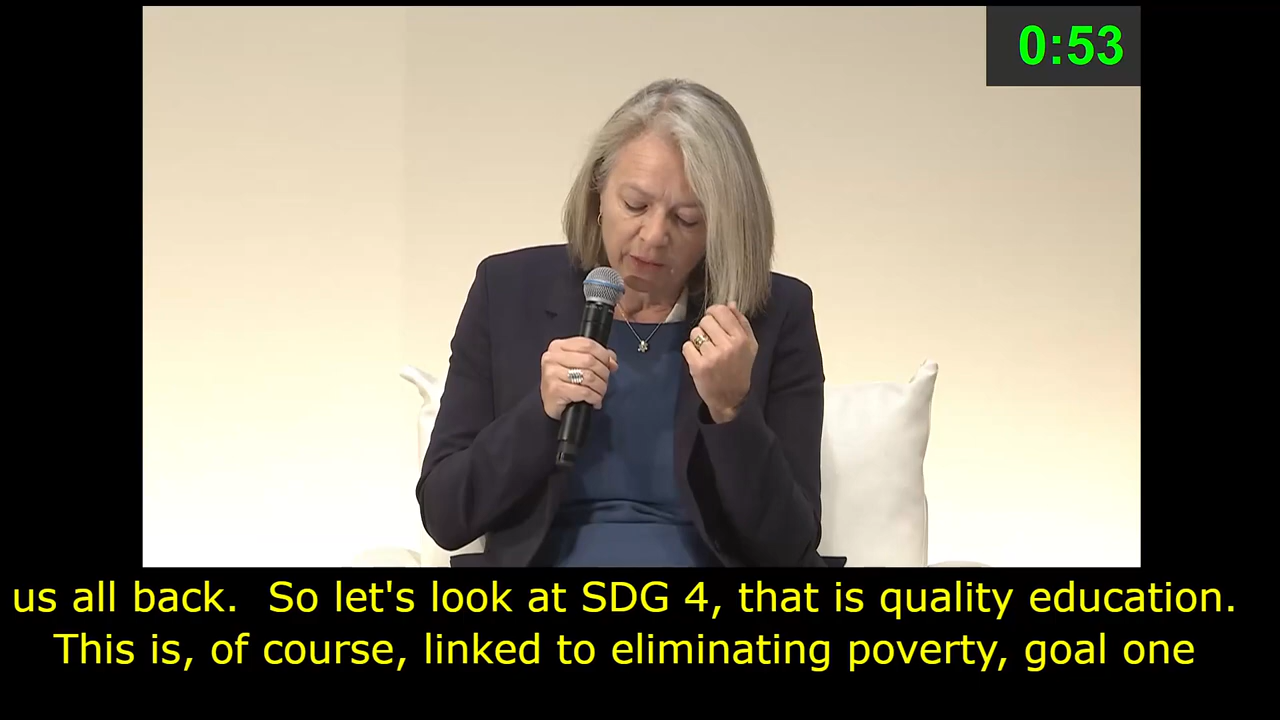 0:53
us all back.  So let's look at SDG 4, that is quality education.
This is, of course, linked to eliminating poverty, goal one